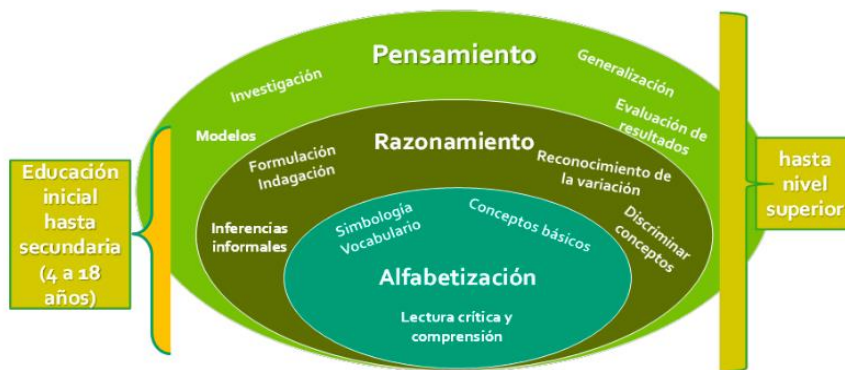 Pensamiento
Investigación
Generalización
Modelos
Evaluación de
resultados
Razonamiento
Formulación
Indagación
Reconocimiento de
la variación
Inferencias
informales
Discriminar
conceptos
Simbología
Vocabulario
Conceptos básicos
Alfabetización
Lectura crítica y
comprensión
Educación
inicial
hasta
secundaria
(4 a 18
años)
hasta
nivel
superior